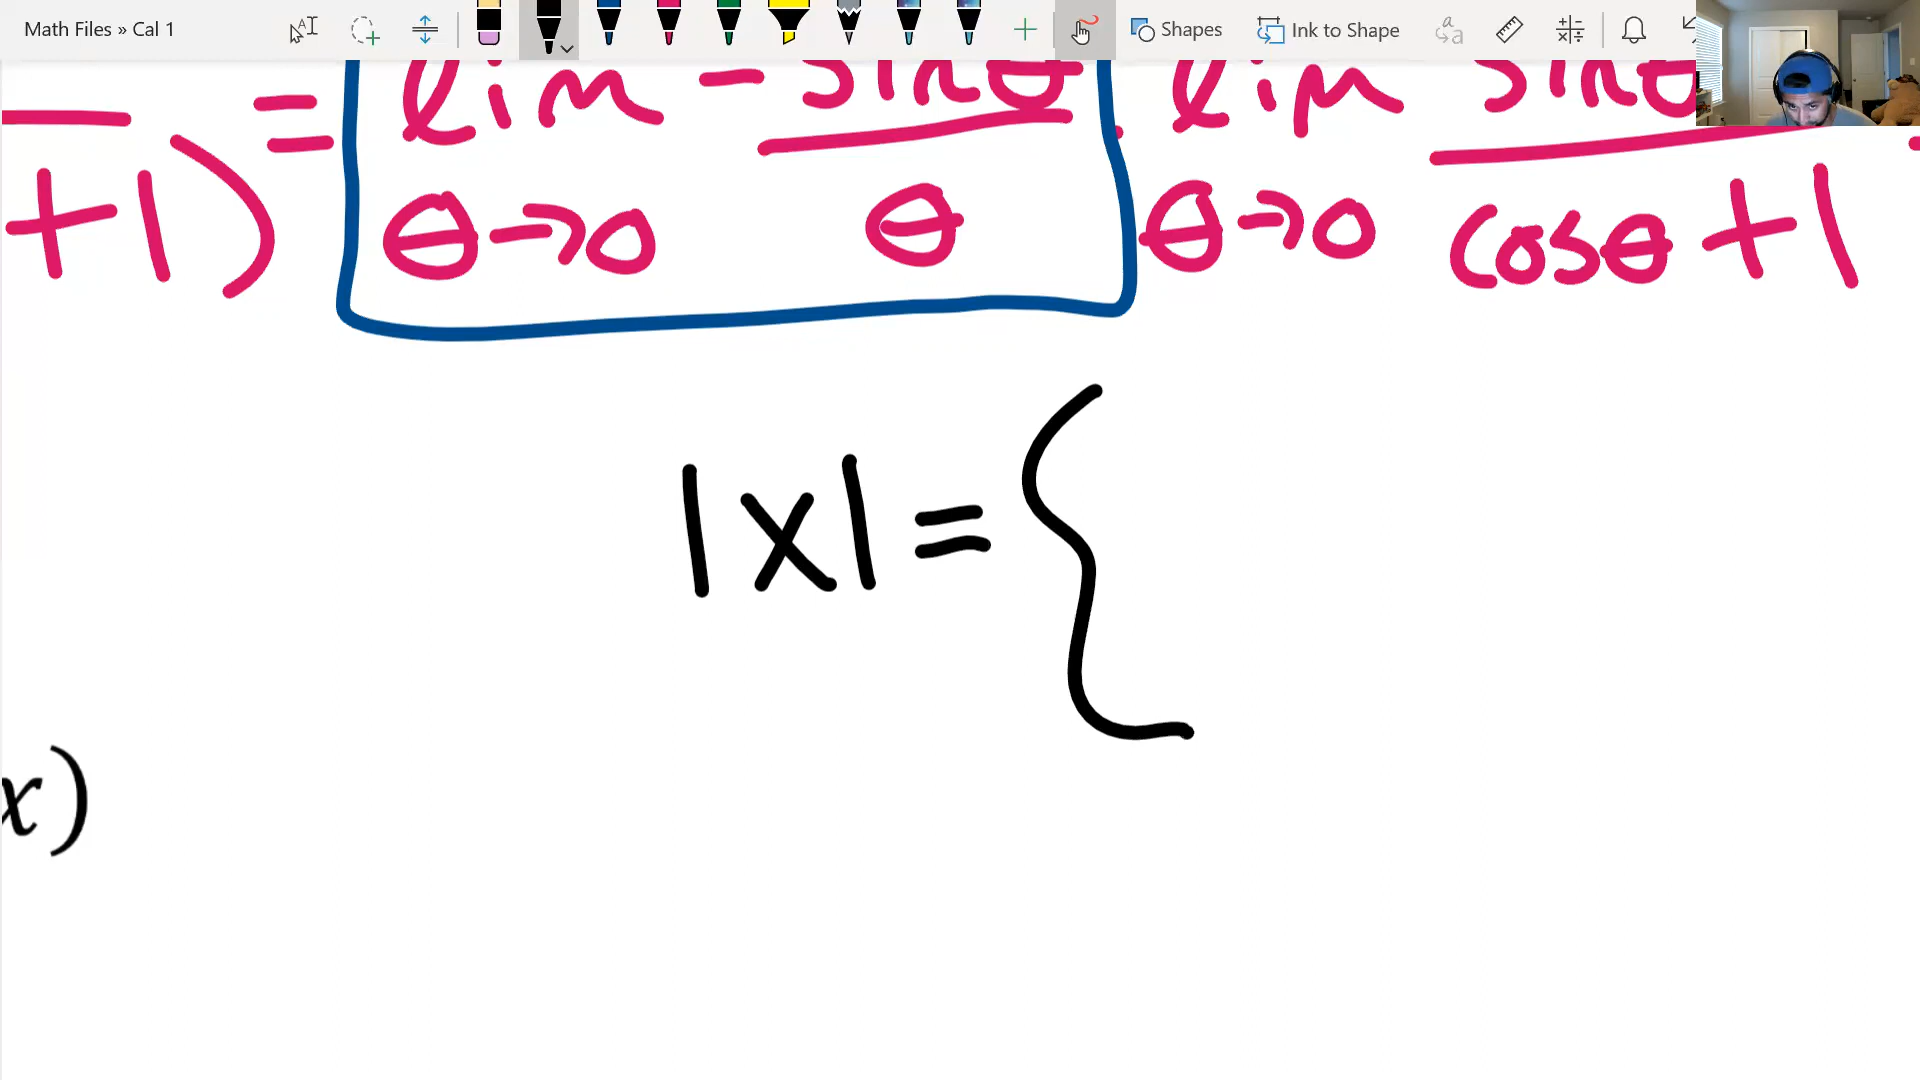 Math Files » Cal 1
Shapes
Ink to Shape
= lim - sinθ · lim sinθ
+1) θ→0 θ θ→0 cosθ +1
|x| = {
x)